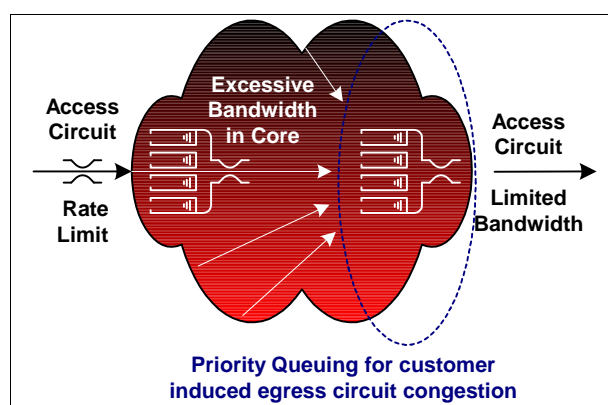 Excessive
Bandwidth
in Core
Access
Circuit
Rate
Limit
Access
Circuit
Limited
Bandwidth
Priority Queuing for customer
induced egress circuit congestion